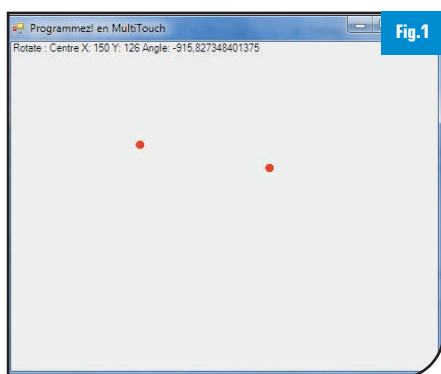 Programmez! en MultiTouch
Fig.1
Rotate : Centre X: 150 Y: 126 Angle: -915,827348401375